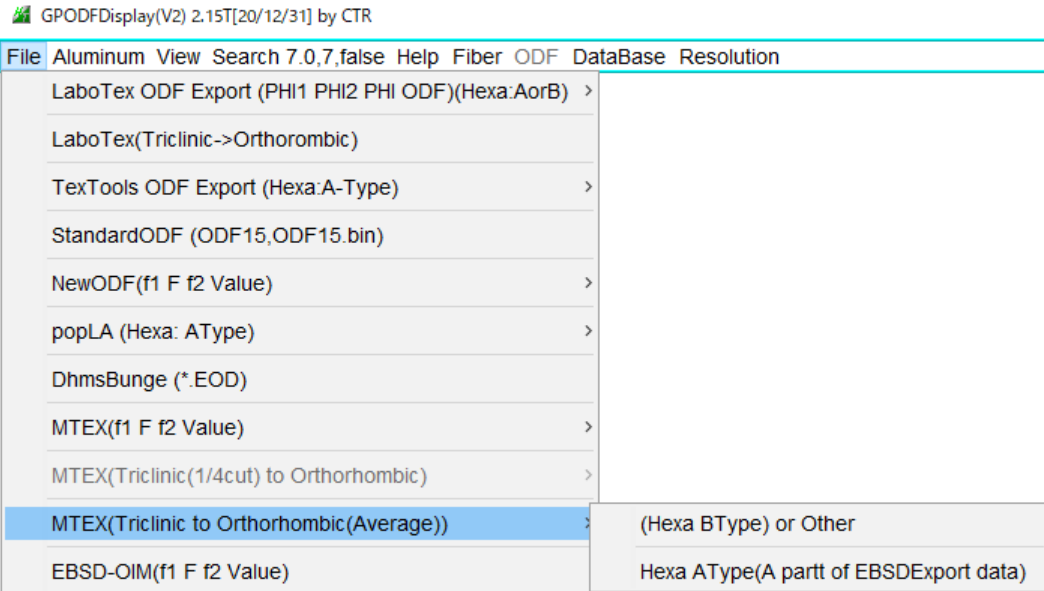 GPODFDisplay(V2) 2.15T[20/12/31] by CTR
File Aluminum View Search 7.0,7,false Help Fiber ODF DataBase Resolution
LaboTex ODF Export (PHI1 PHI2 PHI ODF)(Hexa:AorB) >
LaboTex(Triclinic->Orthorombic)
TexTools ODF Export (Hexa:A-Type) >
StandardODF (ODF15,ODF15.bin)
NewODF(f1 F f2 Value) >
popLA (Hexa: AType) >
DhmsBunge (*.EOD)
MTEX(f1 F f2 Value) >
MTEX(Triclinic(1/4cut) to Orthorhombic) >
MTEX(Triclinic to Orthorhombic(Average)) >
(Hexa BType) or Other
EBSD-OIM(f1 F f2 Value)
Hexa AType(A partt of EBSDExport data)